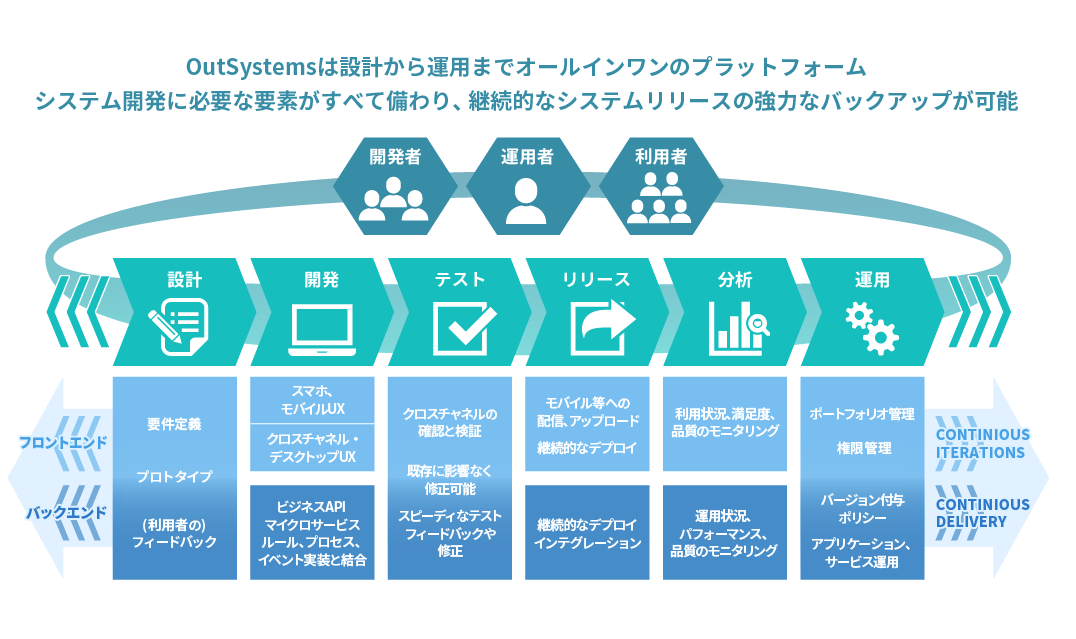 OutSystemsは設計から運用までオールインワンのプラットフォーム
システム開発に必要な要素がすべて備わり、継続的なシステムリリースの強力なバックアップが可能
開発者
運用者
利用者
設計
開発
テスト
リリース
分析
運用
フロントエンド
バックエンド
要件定義
プロトタイプ
(利用者の)
フィードバック
スマホ、
モバイルUX
クロスチャネル・
デスクトップUX
ビジネスAPI
マイクロサービス
ルール、プロセス、
イベント実装と結合
クロスチャネルの
確認と検証
既存に影響なく
修正可能
スピーディなテスト
フィードバックや
修正
モバイル等への
配信、アップロード
継続的なデプロイ
継続的なデプロイ
インテグレーション
利用状況、満足度、
品質のモニタリング
運用状況、
パフォーマンス、
品質のモニタリング
ポートフォリオ管理
権限管理
バージョン付与
ポリシー
アプリケーション、
サービス運用
CONTINIOUS
ITERATIONS
CONTINIOUS
DELIVERY